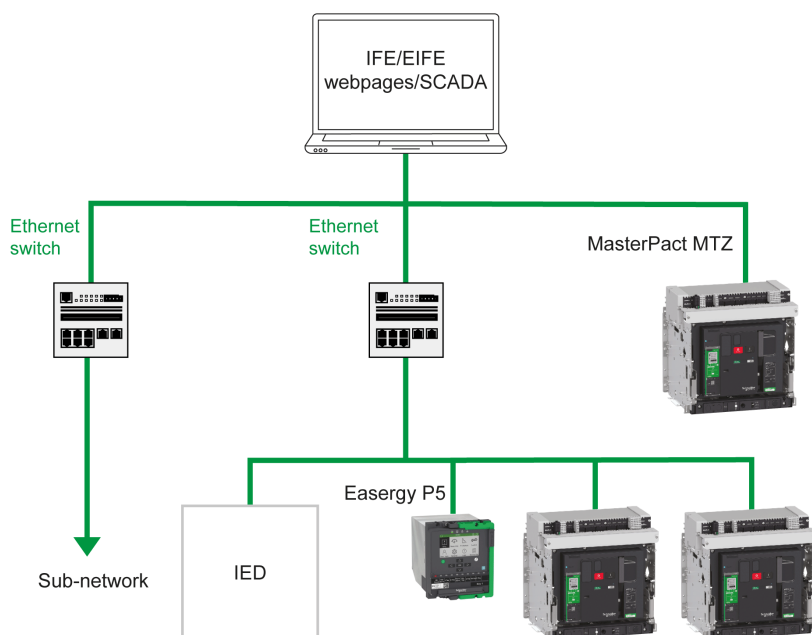 IFE/EIFE
webpages/SCADA
Ethernet
switch
Ethernet
switch
MasterPact MTZ
Easergy P5
IED
Sub-network